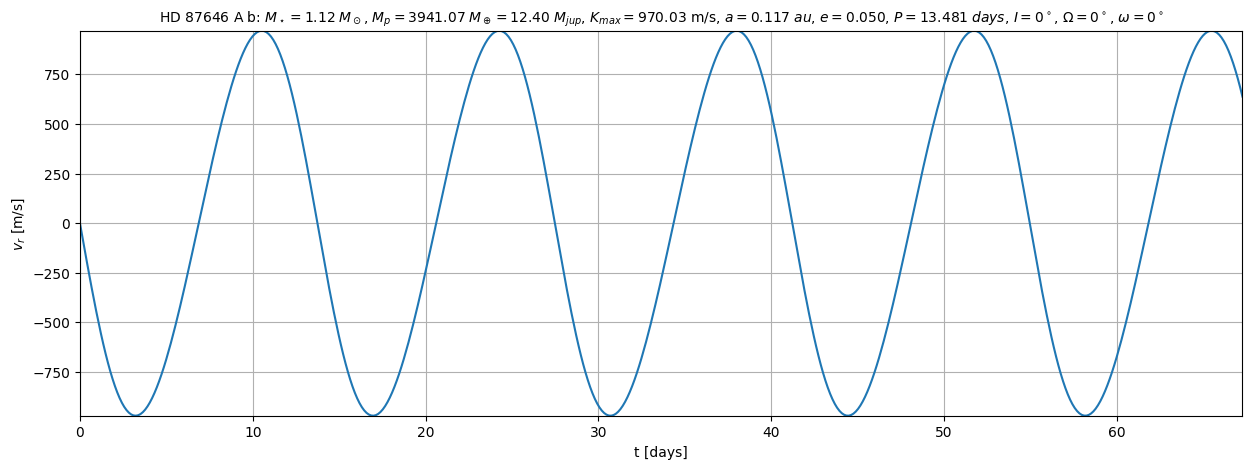 HD 87646 A b: M⋆ = 1.12 M⊙, Mp = 3941.07 M⊕ = 12.40 Mjup, Kmax = 970.03 m/s, a = 0.117 au, e = 0.050, P = 13.481 days, I = 0°, Ω = 0°, ω = 0°
750
500
250
0
−250
−500
−750
vr [m/s]
0 10 20 30 40 50 60
t [days]